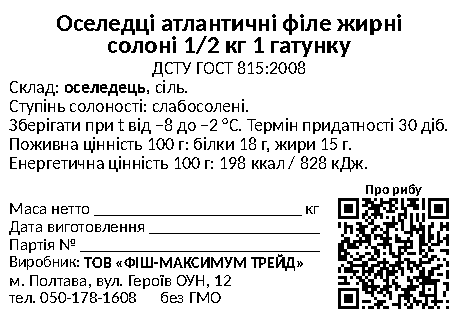 Оселедці атлантичні філе жирні
солоні 1/2 кг 1 гатунку
ДСТУ ГОСТ 815:2008
Склад: оселедець, сіль.
Ступінь солоності: слабосолені.
Зберігати при t від –8 до –2 °С. Термін придатності 30 діб.
Поживна цінність 100 г: білки 18 г, жири 15 г.
Енергетична цінність 100 г: 198 ккал / 828 кДж.
Про рибу
Маса нетто ____________________ кг
Дата виготовлення ____________________
Партія № ____________________
Виробник: ТОВ «ФІШ-МАКСИМУМ ТРЕЙД»
м. Полтава, вул. Героїв ОУН, 12
тел. 050-178-1608 без ГМО